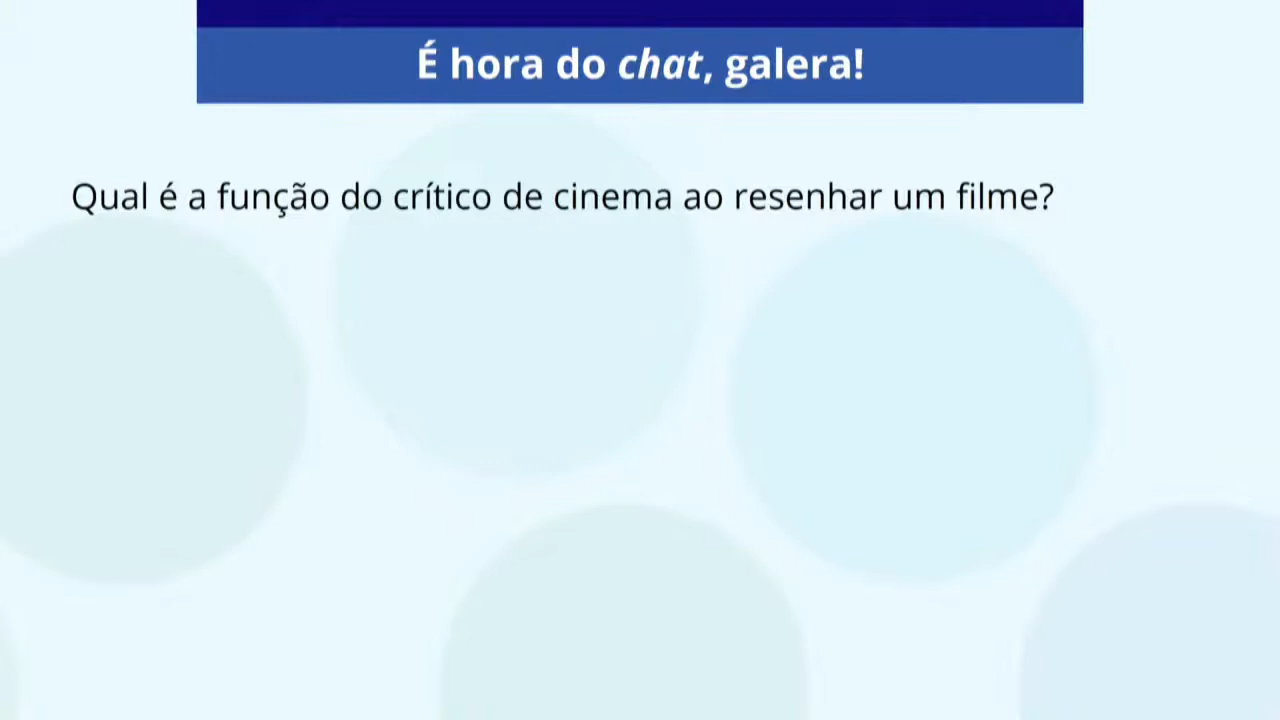 É hora do chat, galera!
Qual é a função do crítico de cinema ao resenhar um filme?